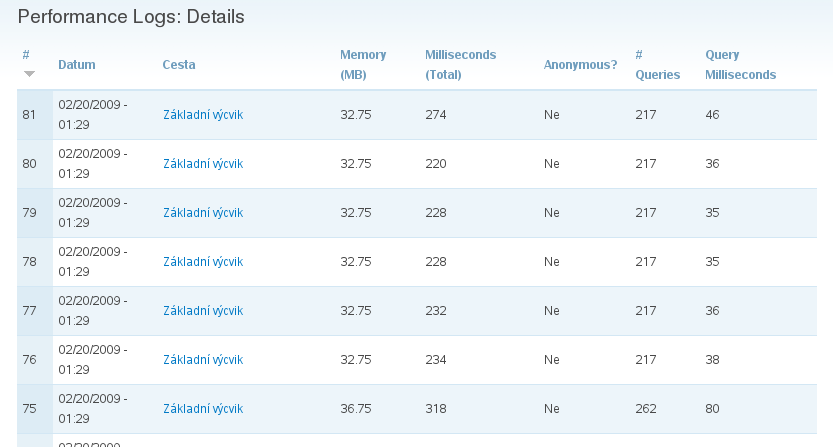 Performance Logs: Details
# Datum Cesta Memory (MB) Milliseconds (Total) Anonymous? # Queries Query Milliseconds
81 02/20/2009 - 01:29 Základní výcvik 32.75 274 Ne 217 46
80 02/20/2009 - 01:29 Základní výcvik 32.75 220 Ne 217 36
79 02/20/2009 - 01:29 Základní výcvik 32.75 228 Ne 217 35
78 02/20/2009 - 01:29 Základní výcvik 32.75 228 Ne 217 35
77 02/20/2009 - 01:29 Základní výcvik 32.75 232 Ne 217 36
76 02/20/2009 - 01:29 Základní výcvik 32.75 234 Ne 217 38
75 02/20/2009 - 01:29 Základní výcvik 36.75 318 Ne 262 80